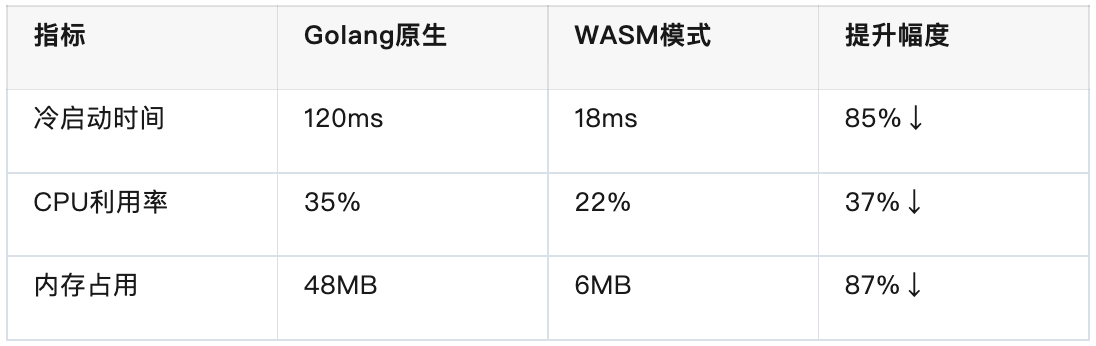 指标 Golang原生 WASM模式 提升幅度
冷启动时间 120ms 18ms 85%↓
CPU利用率 35% 22% 37%↓
内存占用 48MB 6MB 87%↓